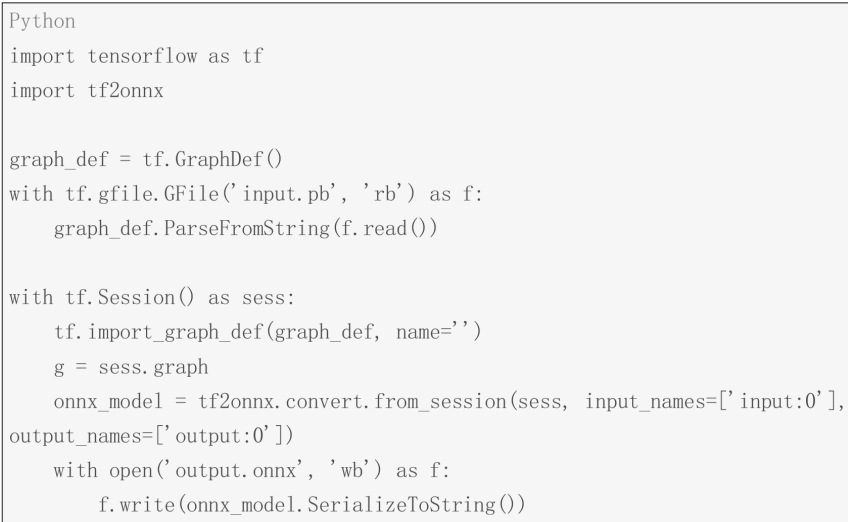 Python
import tensorflow as tf
import tf2onnx
graph_def = tf.GraphDef()
with tf.gfile.GFile('input.pb', 'rb') as f:
    graph_def.ParseFromString(f.read())
with tf.Session() as sess:
    tf.import_graph_def(graph_def, name='')
    g = sess.graph
    onnx_model = tf2onnx.convert.from_session(sess, input_names=['input:0'],
output_names=['output:0'])
    with open('output.onnx', 'wb') as f:
        f.write(onnx_model.SerializeToString())